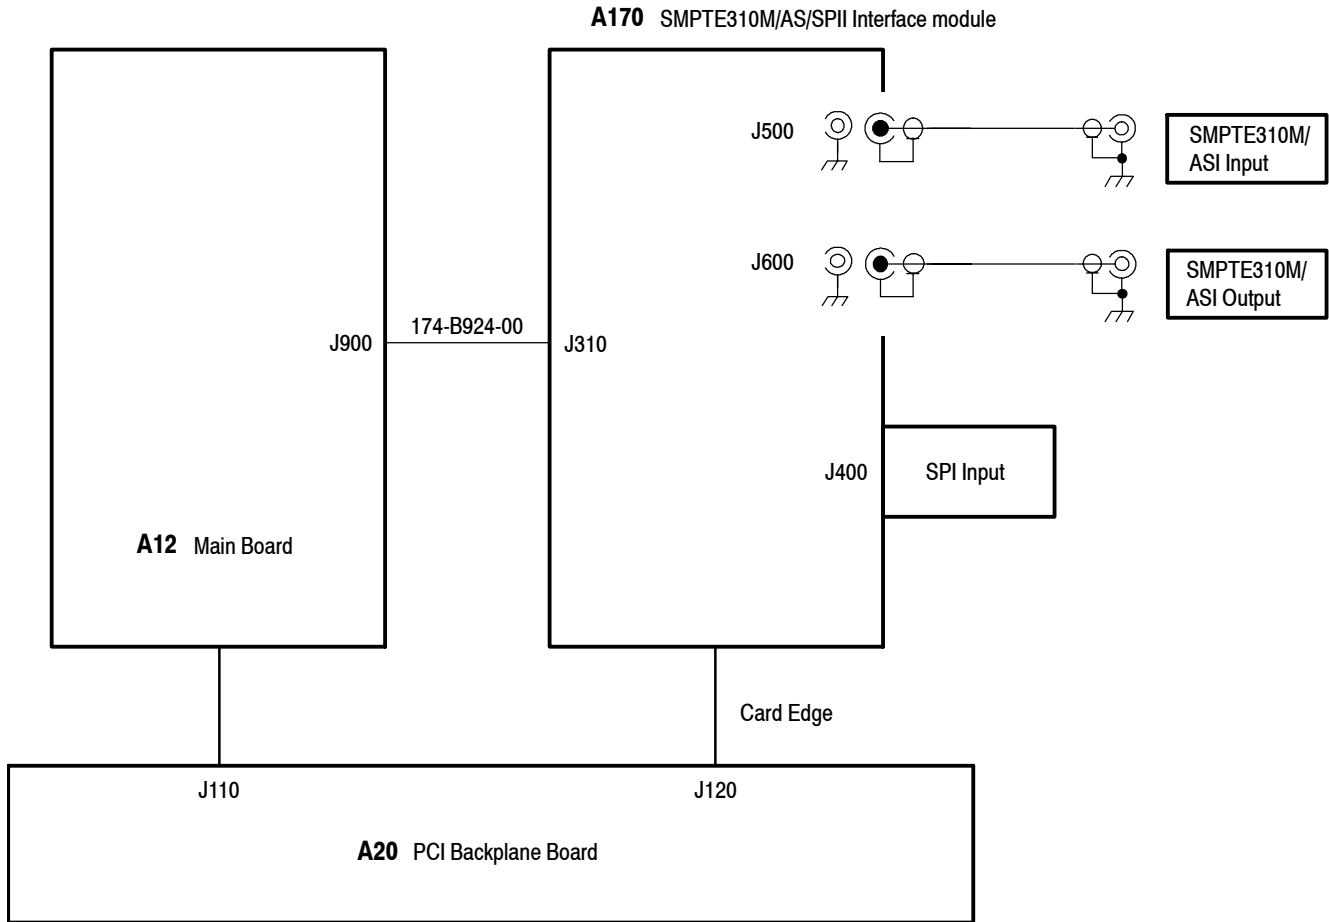 A170 SMPTE310M/AS/SPII Interface module
J500
SMPTE310M/
ASI Input
J600
SMPTE310M/
ASI Output
J900
174-B924-00
J310
J400
SPI Input
A12 Main Board
Card Edge
J110
J120
A20 PCI Backplane Board